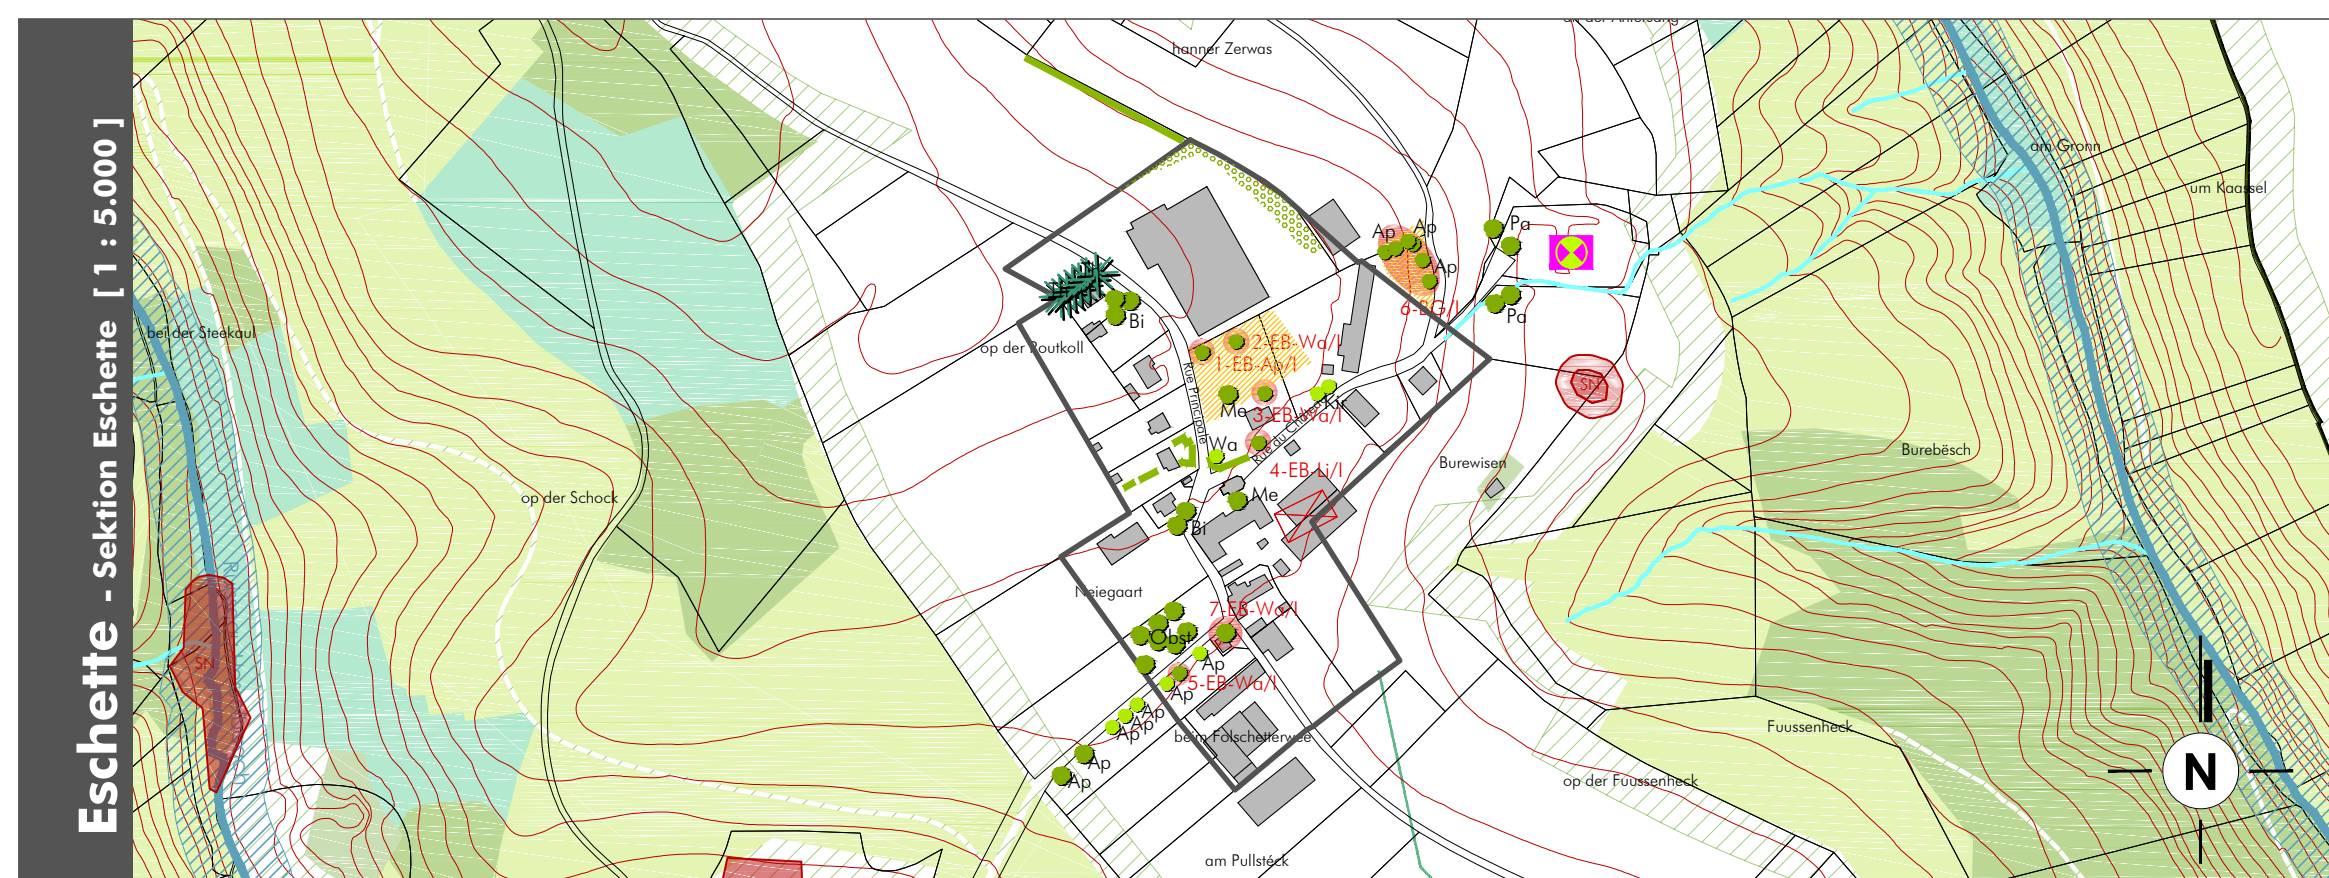 Eschette - Sektion Eschette [ 1 : 5.000 ]
hanner Zerwas
am Gronn
um Kaassel
Ap
Ap
Pa
Ap
6-BG/I
Pa
bei der Steekaul
Bi
op der Poutkoll
2-EB-Wa/I
1-EB-Ap/I
Rue Principale
SN
Me
Kir
3-EB-Wa/I
Rue du Château
Wa
4-EB-Li/I
Burewisen
Burebësch
op der Schock
Me
Bi
Neiegaart
7-EB-Wa/I
Obst
Ap
SN
5-EB-Wa/I
Ap
Ap
Ap
Ap
beim Folschetterwee
Fuussenheck
Ap
Ap
op der Fuussenheck
N
am Pullstéck